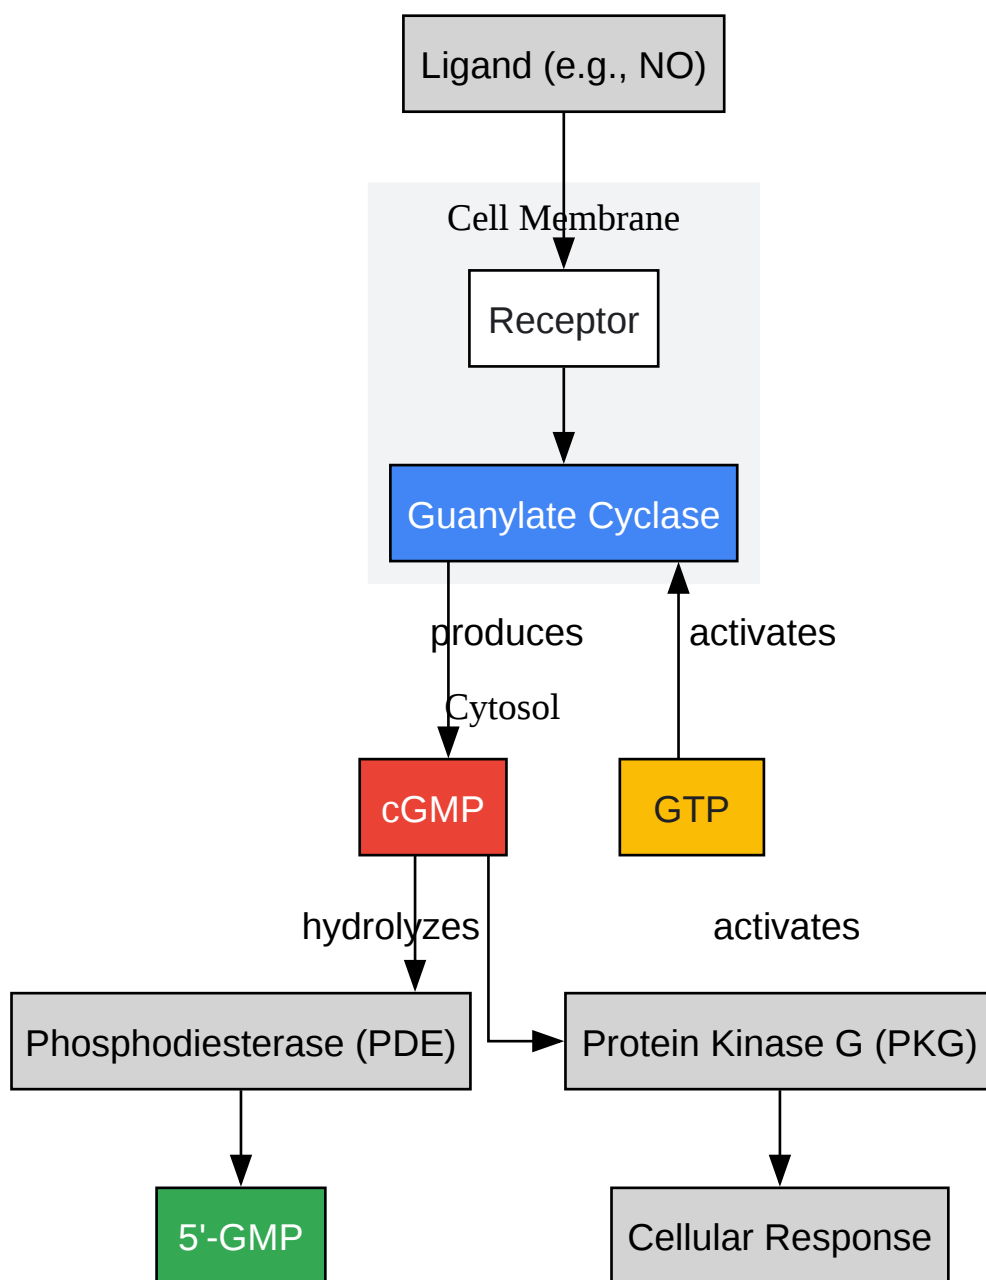 Ligand (e.g., NO)
Cell Membrane
Receptor
Guanylate Cyclase
produces
activates
Cytosol
cGMP
GTP
hydrolyzes
activates
Phosphodiesterase (PDE)
Protein Kinase G (PKG)
5'-GMP
Cellular Response